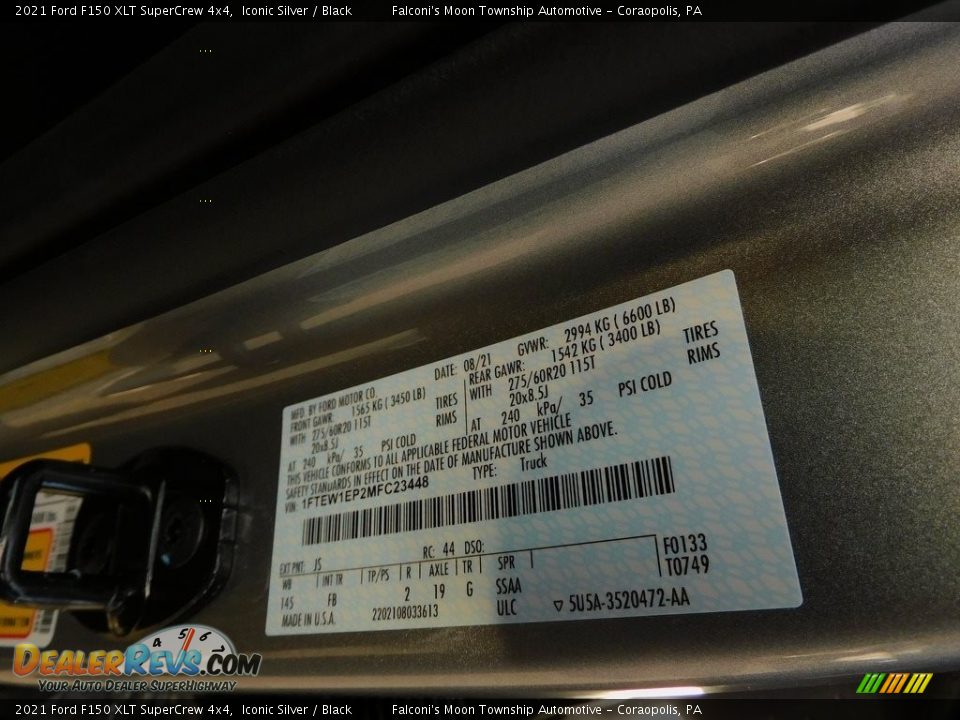 2021 Ford F150 XLT SuperCrew 4x4, Iconic Silver / Black Falconi's Moon Township Automotive - Coraopolis, PA
MFD. BY FORD MOTOR CO. DATE: 08/21 GVWR: 2994 KG ( 6600 LB)
FRONT GAWR: 1565 KG ( 3450 LB) REAR GAWR: 1542 KG ( 3400 LB)
WITH 275/60R20 115T TIRES WITH 275/60R20 115T TIRES
20x8.5J RIMS 20x8.5J RIMS
AT 240 kPa/ 35 PSI COLD AT 240 kPa/ 35 PSI COLD
THIS VEHICLE CONFORMS TO ALL APPLICABLE FEDERAL MOTOR VEHICLE
SAFETY STANDARDS IN EFFECT ON THE DATE OF MANUFACTURE SHOWN ABOVE.
VIN: 1FTEW1EP2MFC23448 TYPE: Truck
EXT PNT: JS RC: 44 DSO: F0133
WB INT TR TP/PS R AXLE TR SPR T0749
145 FB 2 19 G SSAA
MADE IN U.S.A. 2202108033613 ULC ▽ 5U5A-3520472-AA
4 5 6
DEALERREVS.COM
YOUR AUTO DEALER SUPERHIGHWAY
2021 Ford F150 XLT SuperCrew 4x4, Iconic Silver / Black Falconi's Moon Township Automotive - Coraopolis, PA